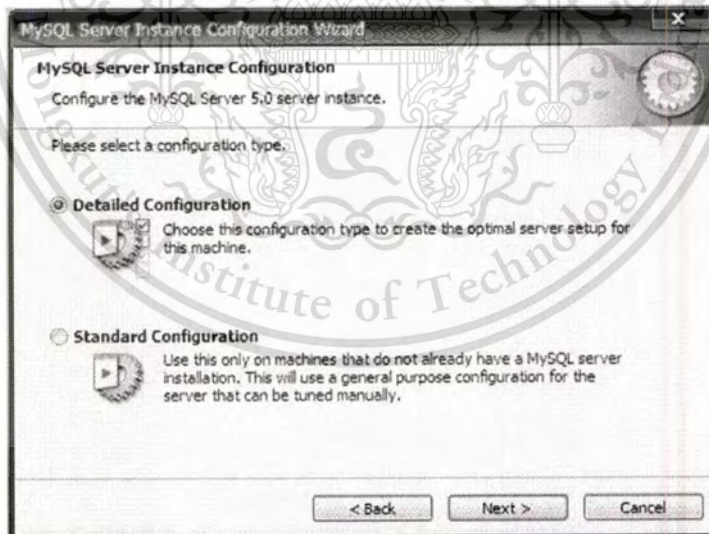 MySQL Server Instance Configuration Wizard
MySQL Server Instance Configuration
Configure the MySQL Server 5.0 server instance.
Please select a configuration type.
Detailed Configuration
Choose this configuration type to create the optimal server setup for
this machine.
Standard Configuration
Use this only on machines that do not already have a MySQL server
installation. This will use a general purpose configuration for the
server that can be tuned manually.
< Back
Next >
Cancel
Institute of Technology